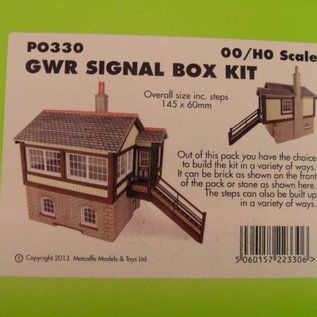 PO330
00/HO Scale
GWR SIGNAL BOX KIT
Overall size inc. steps
145 x 60mm
Out of this pack you have the choice
to build the kit in a variety of ways.
It can be brick as shown on the front
of the pack or stone as shown here.
The steps can also be built up
in a variety of ways.
© Copyright 2013 Metcalfe Models & Toys Ltd.
5 060157 223306 >